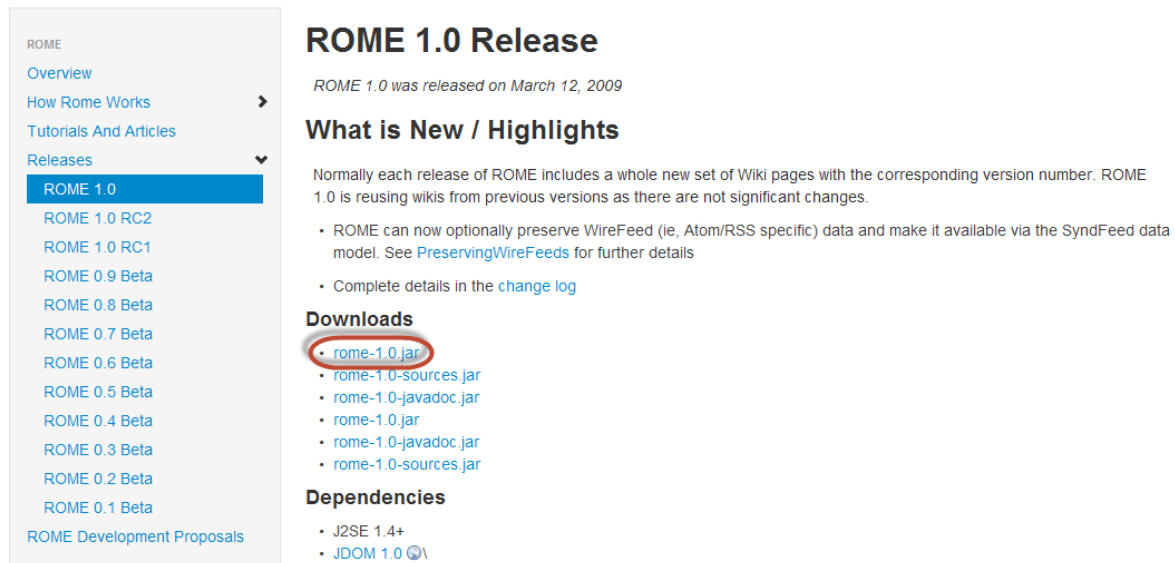 ROME
Overview
How Rome Works
Tutorials And Articles
Releases
ROME 1.0
ROME 1.0 RC2
ROME 1.0 RC1
ROME 0.9 Beta
ROME 0.8 Beta
ROME 0.7 Beta
ROME 0.6 Beta
ROME 0.5 Beta
ROME 0.4 Beta
ROME 0.3 Beta
ROME 0.2 Beta
ROME 0.1 Beta
ROME Development Proposals
ROME 1.0 Release
ROME 1.0 was released on March 12, 2009
What is New / Highlights
Normally each release of ROME includes a whole new set of Wiki pages with the corresponding version number. ROME
1.0 is reusing wikis from previous versions as there are not significant changes.
• ROME can now optionally preserve WireFeed (ie, Atom/RSS specific) data and make it available via the SyndFeed data
model. See PreservingWireFeeds for further details
• Complete details in the change log
Downloads
• rome-1.0.jar
• rome-1.0-sources.jar
• rome-1.0-javadoc.jar
• rome-1.0.jar
• rome-1.0-javadoc.jar
• rome-1.0-sources.jar
Dependencies
• J2SE 1.4+
• JDOM 1.0 \